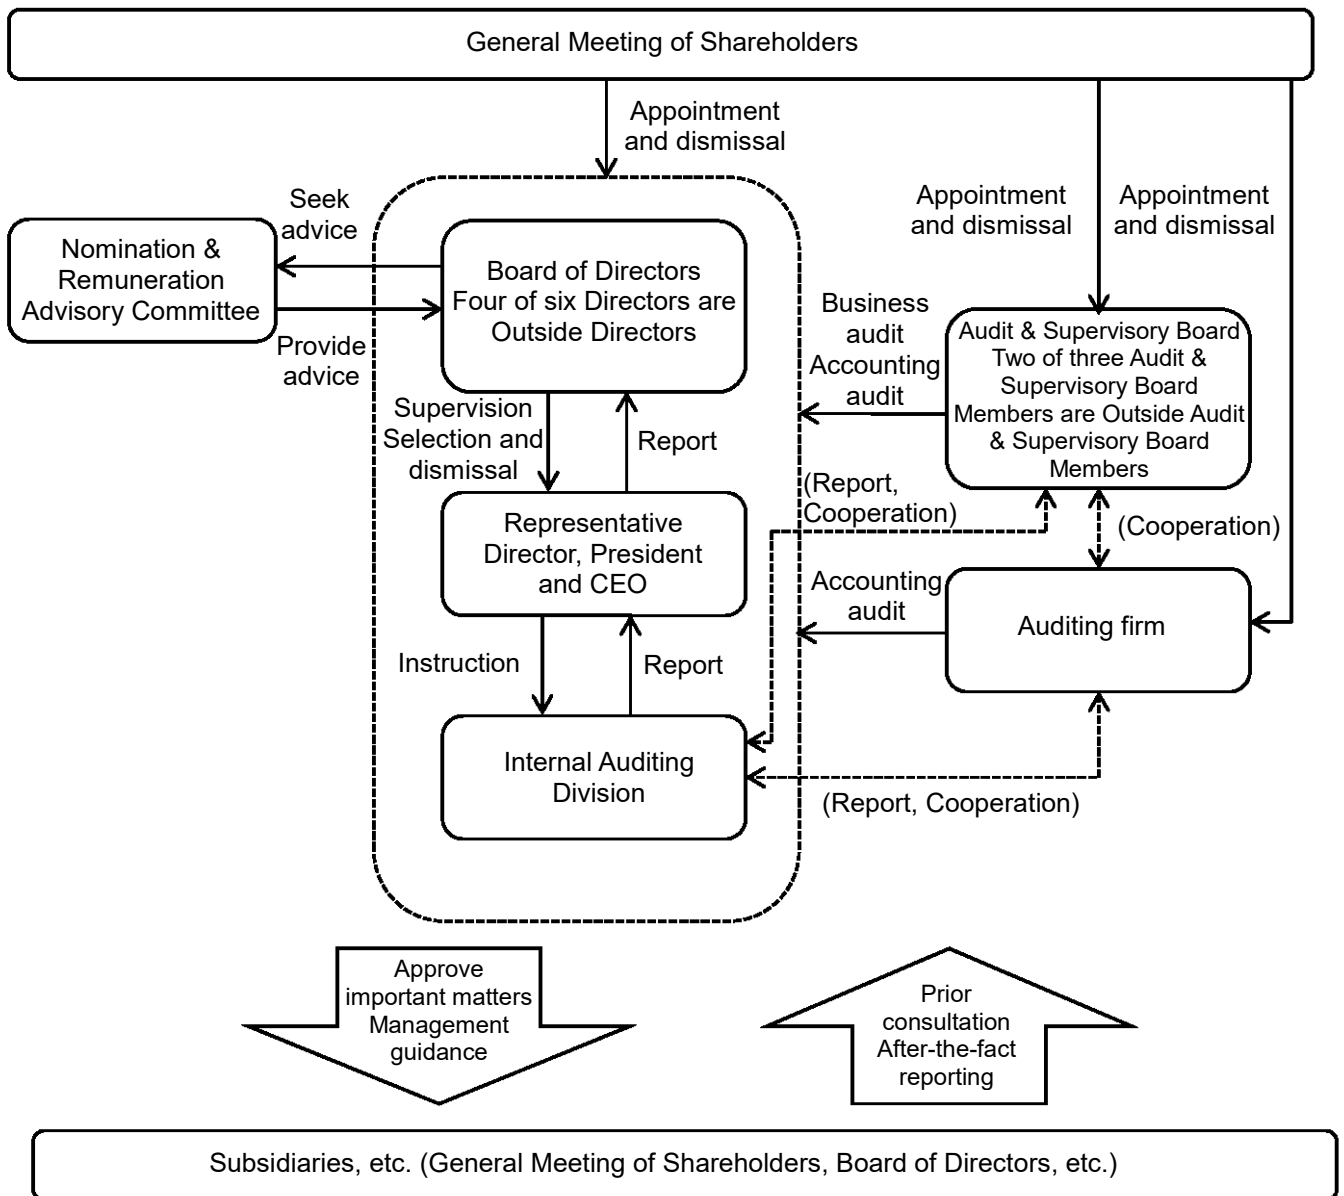 General Meeting of Shareholders
Appointment
and dismissal
Appointment
and dismissal
Appointment
and dismissal
Seek
advice
Nomination &
Remuneration
Advisory Committee
Provide
advice
Board of Directors
Four of six Directors are
Outside Directors
Business
audit
Accounting
audit
Audit & Supervisory Board
Two of three Audit &
Supervisory Board
Members are Outside Audit
& Supervisory Board
Members
Supervision
Selection and
dismissal
Report
(Report,
Cooperation)
(Cooperation)
Representative
Director, President
and CEO
Accounting
audit
Auditing firm
Instruction
Report
Internal Auditing
Division
(Report, Cooperation)
Approve
important matters
Management
guidance
Prior
consultation
After-the-fact
reporting
Subsidiaries, etc. (General Meeting of Shareholders, Board of Directors, etc.)